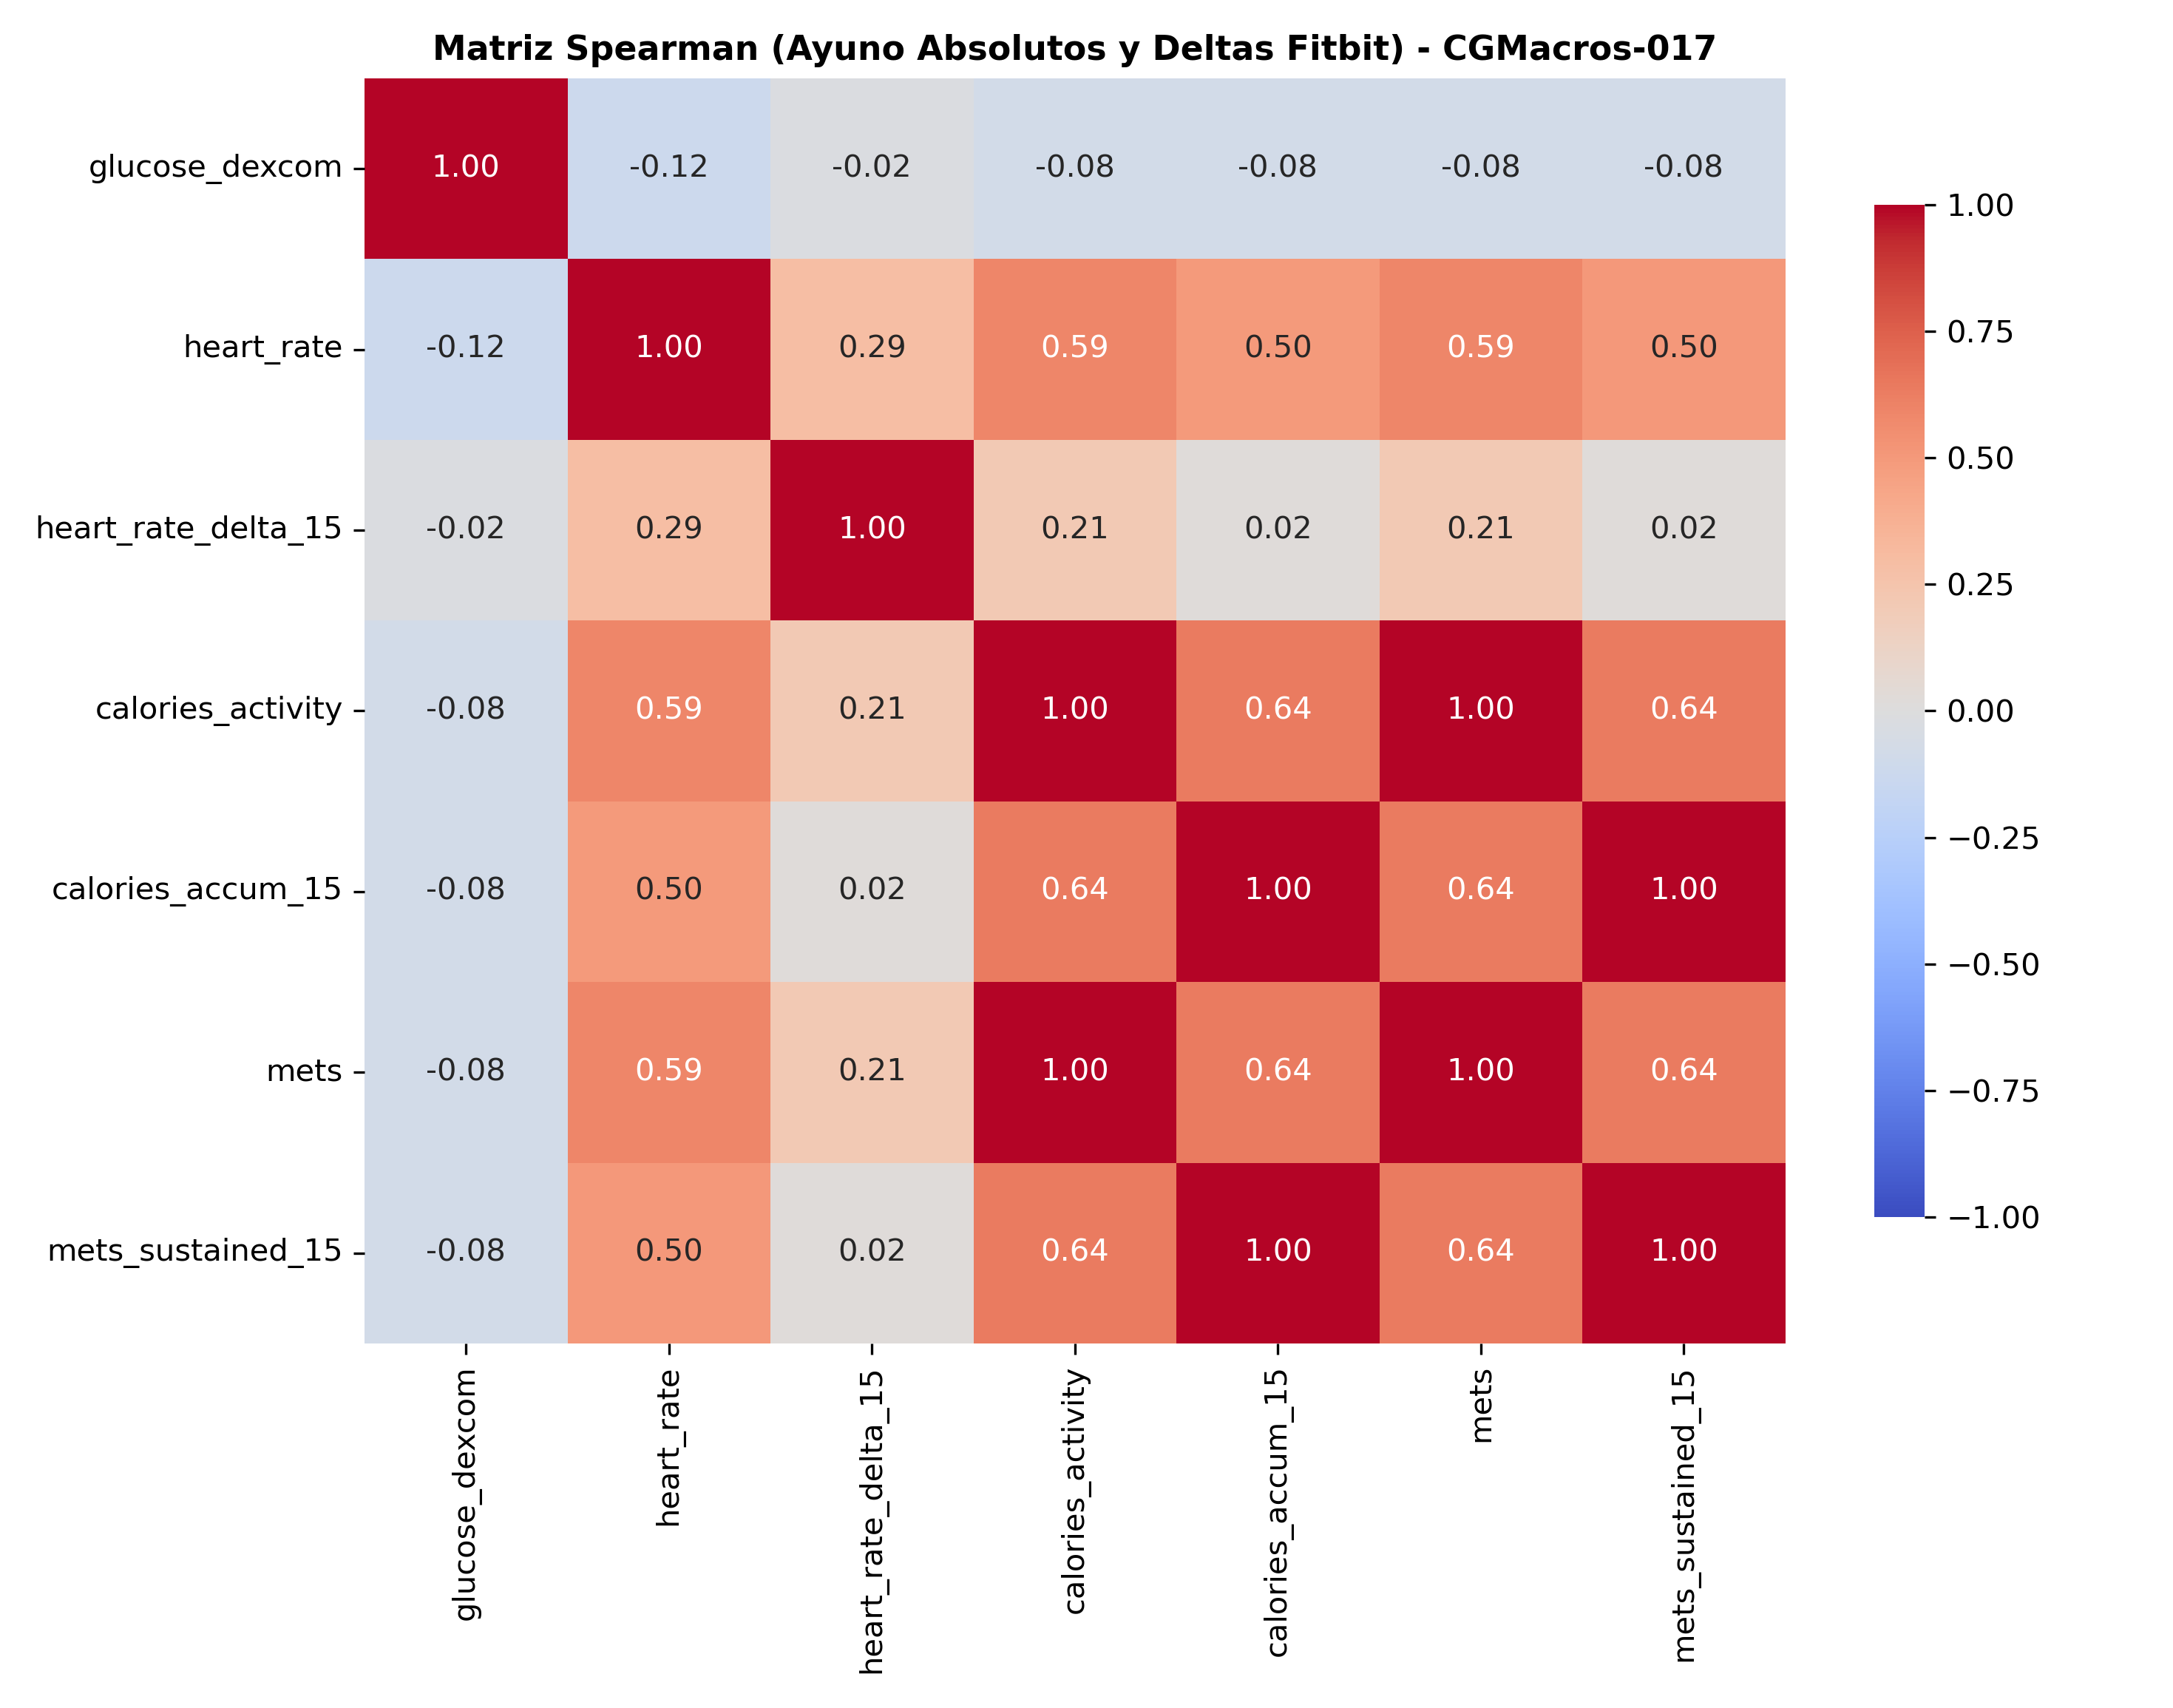 Matriz Spearman (Ayuno Absolutos y Deltas Fitbit) - CGMacros-017
glucose_dexcom 1.00 -0.12 -0.02 -0.08 -0.08 -0.08 -0.08
heart_rate -0.12 1.00 0.29 0.59 0.50 0.59 0.50
heart_rate_delta_15 -0.02 0.29 1.00 0.21 0.02 0.21 0.02
calories_activity -0.08 0.59 0.21 1.00 0.64 1.00 0.64
calories_accum_15 -0.08 0.50 0.02 0.64 1.00 0.64 1.00
mets -0.08 0.59 0.21 1.00 0.64 1.00 0.64
mets_sustained_15 -0.08 0.50 0.02 0.64 1.00 0.64 1.00
glucose_dexcom
heart_rate
heart_rate_delta_15
calories_activity
calories_accum_15
mets
mets_sustained_15
1.00
0.75
0.50
0.25
0.00
−0.25
−0.50
−0.75
−1.00